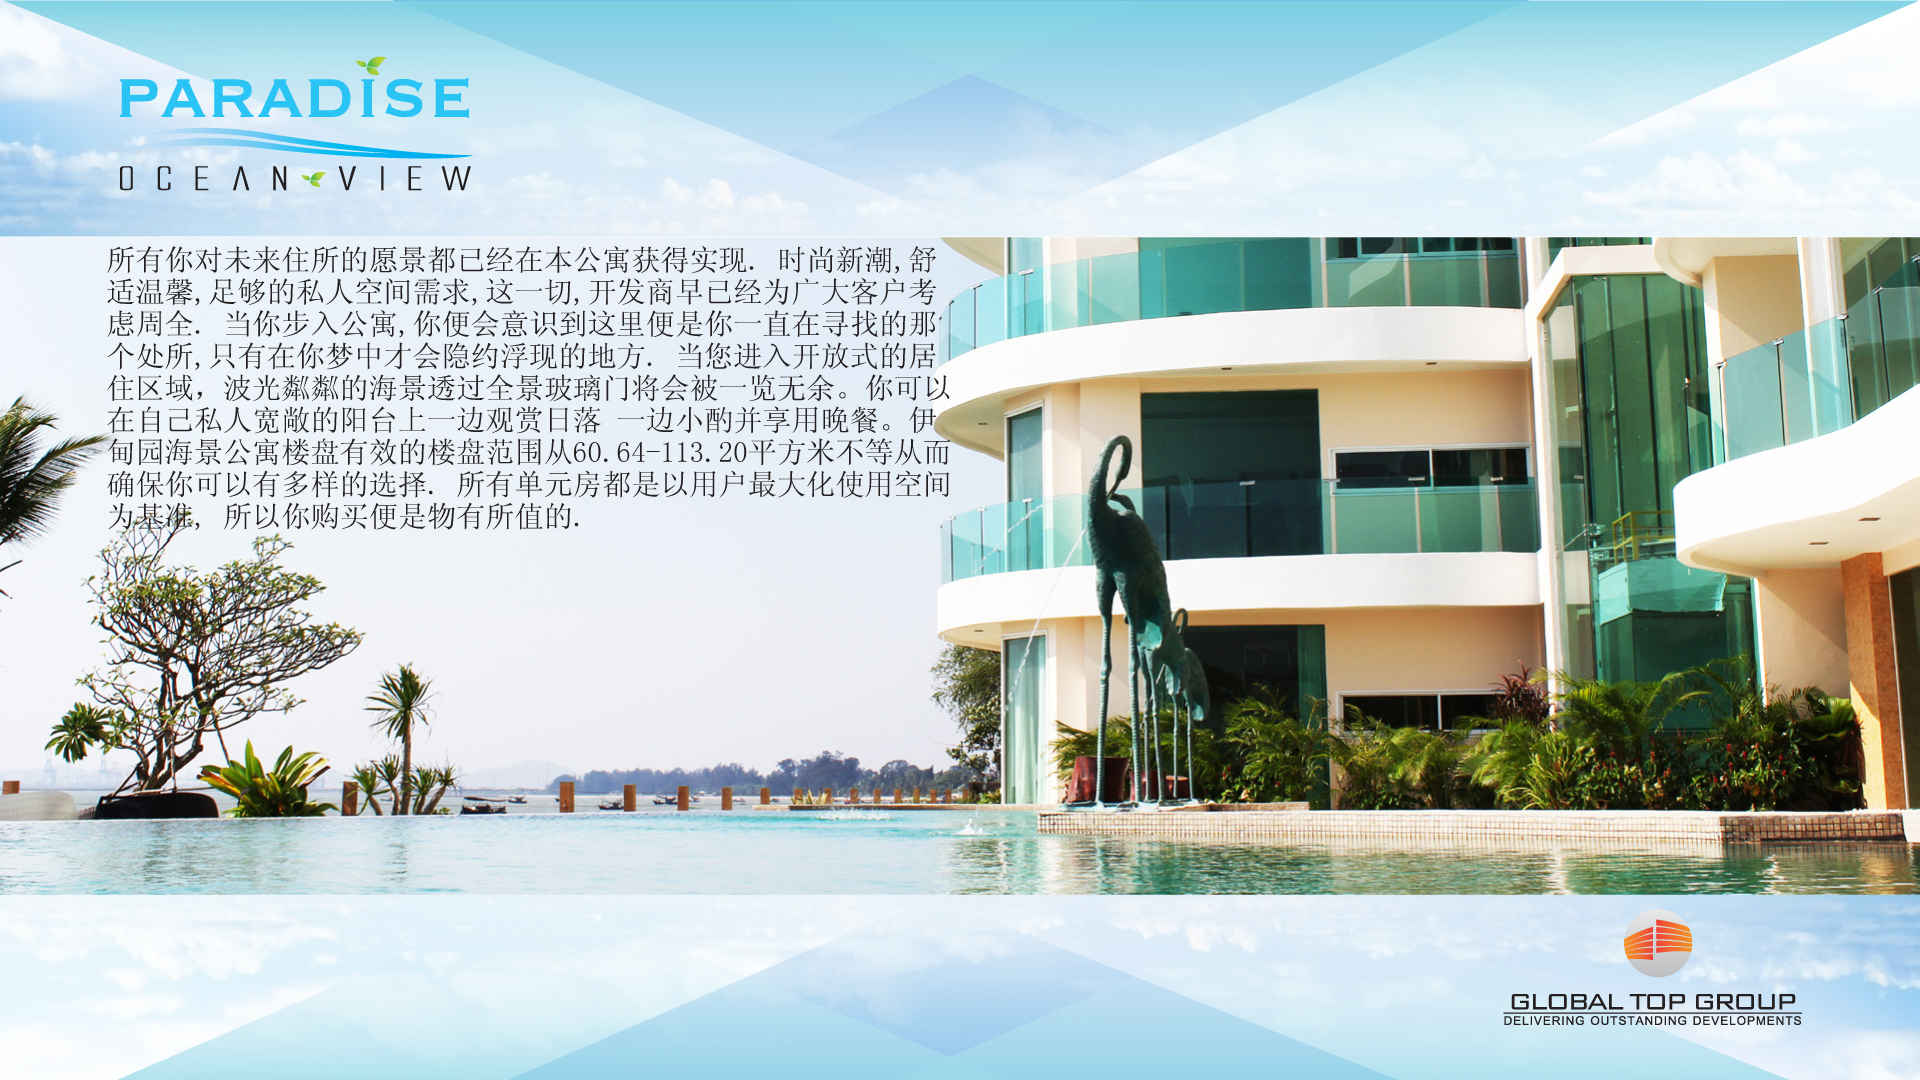 PARADISE
OCEAN VIEW
所有你对未来住所的愿景都已经在本公寓获得实现. 时尚新潮,舒
适温馨,足够的私人空间需求,这一切,开发商早已经为广大客户考
虑周全. 当你步入公寓,你便会意识到这里便是你一直在寻找的那
个处所,只有在你梦中才会隐约浮现的地方. 当您进入开放式的居
住区域，波光粼粼的海景透过全景玻璃门将会被一览无余。你可以
在自己私人宽敞的阳台上一边观赏日落 一边小酌并享用晚餐。伊
甸园海景公寓楼盘有效的楼盘范围从60.64-113.20平方米不等从而
确保你可以有多样的选择. 所有单元房都是以用户最大化使用空间
为基准, 所以你购买便是物有所值的.
GLOBAL TOP GROUP
DELIVERING OUTSTANDING DEVELOPMENTS